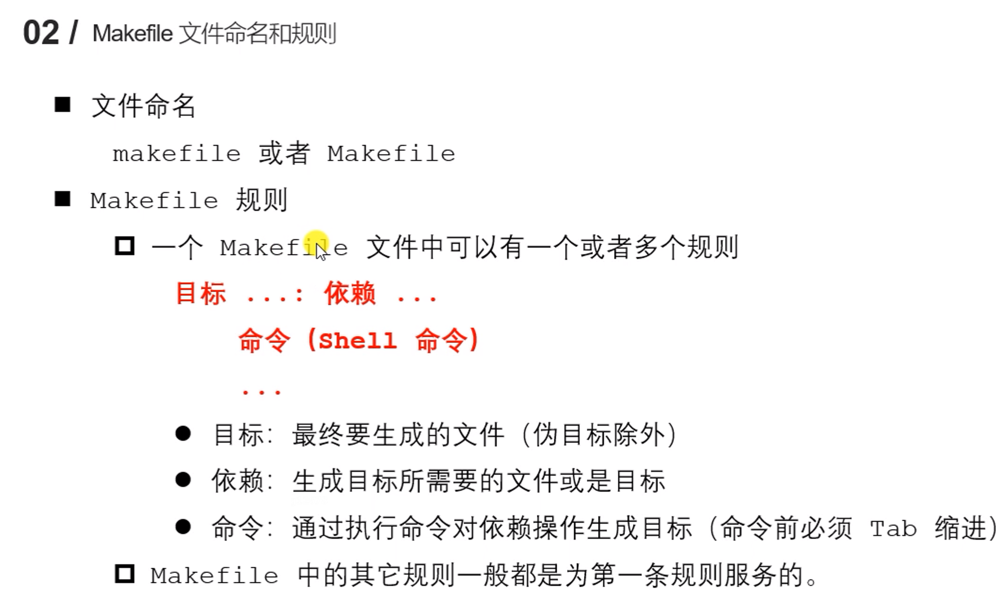 02 / Makefile 文件命名和规则
■ 文件命名
makefile 或者 Makefile
■ Makefile 规则
一个 Makefile 文件中可以有一个或者多个规则
目标 ...: 依赖 ...
命令（Shell 命令）
...
● 目标：最终要生成的文件（伪目标除外）
● 依赖：生成目标所需要的文件或是目标
● 命令：通过执行命令对依赖操作生成目标（命令前必须 Tab 缩进）
Makefile 中的其它规则一般都是为第一条规则服务的。